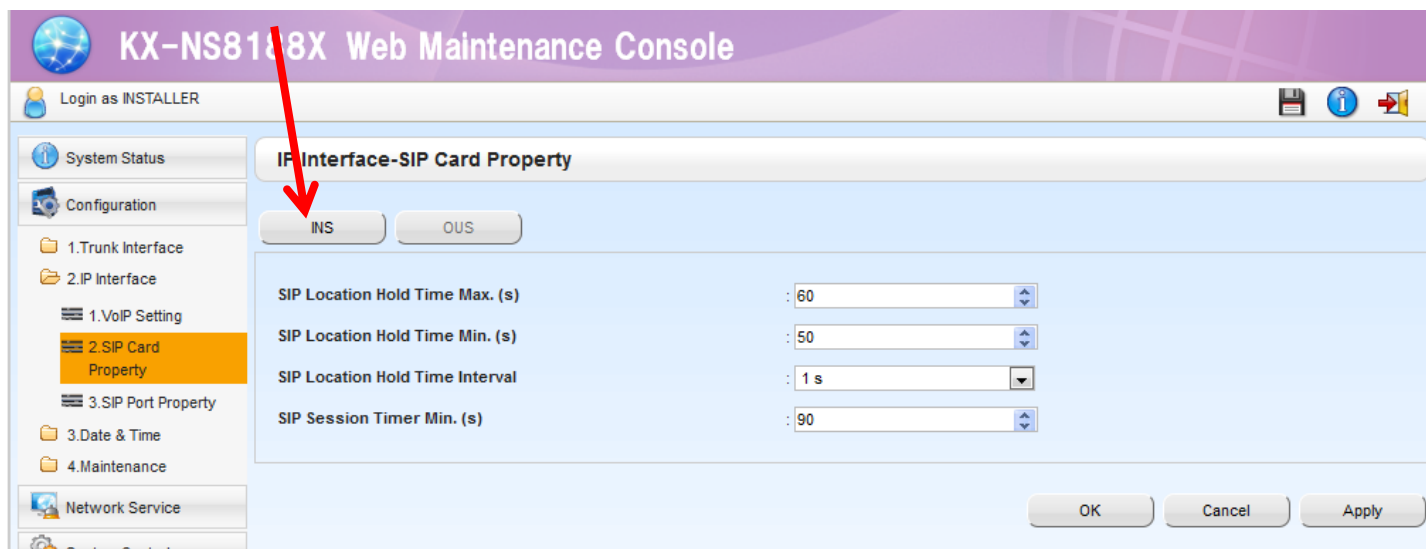 KX-NS8188X Web Maintenance Console
Login as INSTALLER
System Status
Configuration
1.Trunk Interface
2.IP Interface
1.VoIP Setting
2.SIP Card
Property
3.SIP Port Property
3.Date & Time
4.Maintenance
Network Service
IP Interface-SIP Card Property
INS
OUS
SIP Location Hold Time Max. (s) : 60
SIP Location Hold Time Min. (s) : 50
SIP Location Hold Time Interval : 1 s
SIP Session Timer Min. (s) : 90
OK
Cancel
Apply